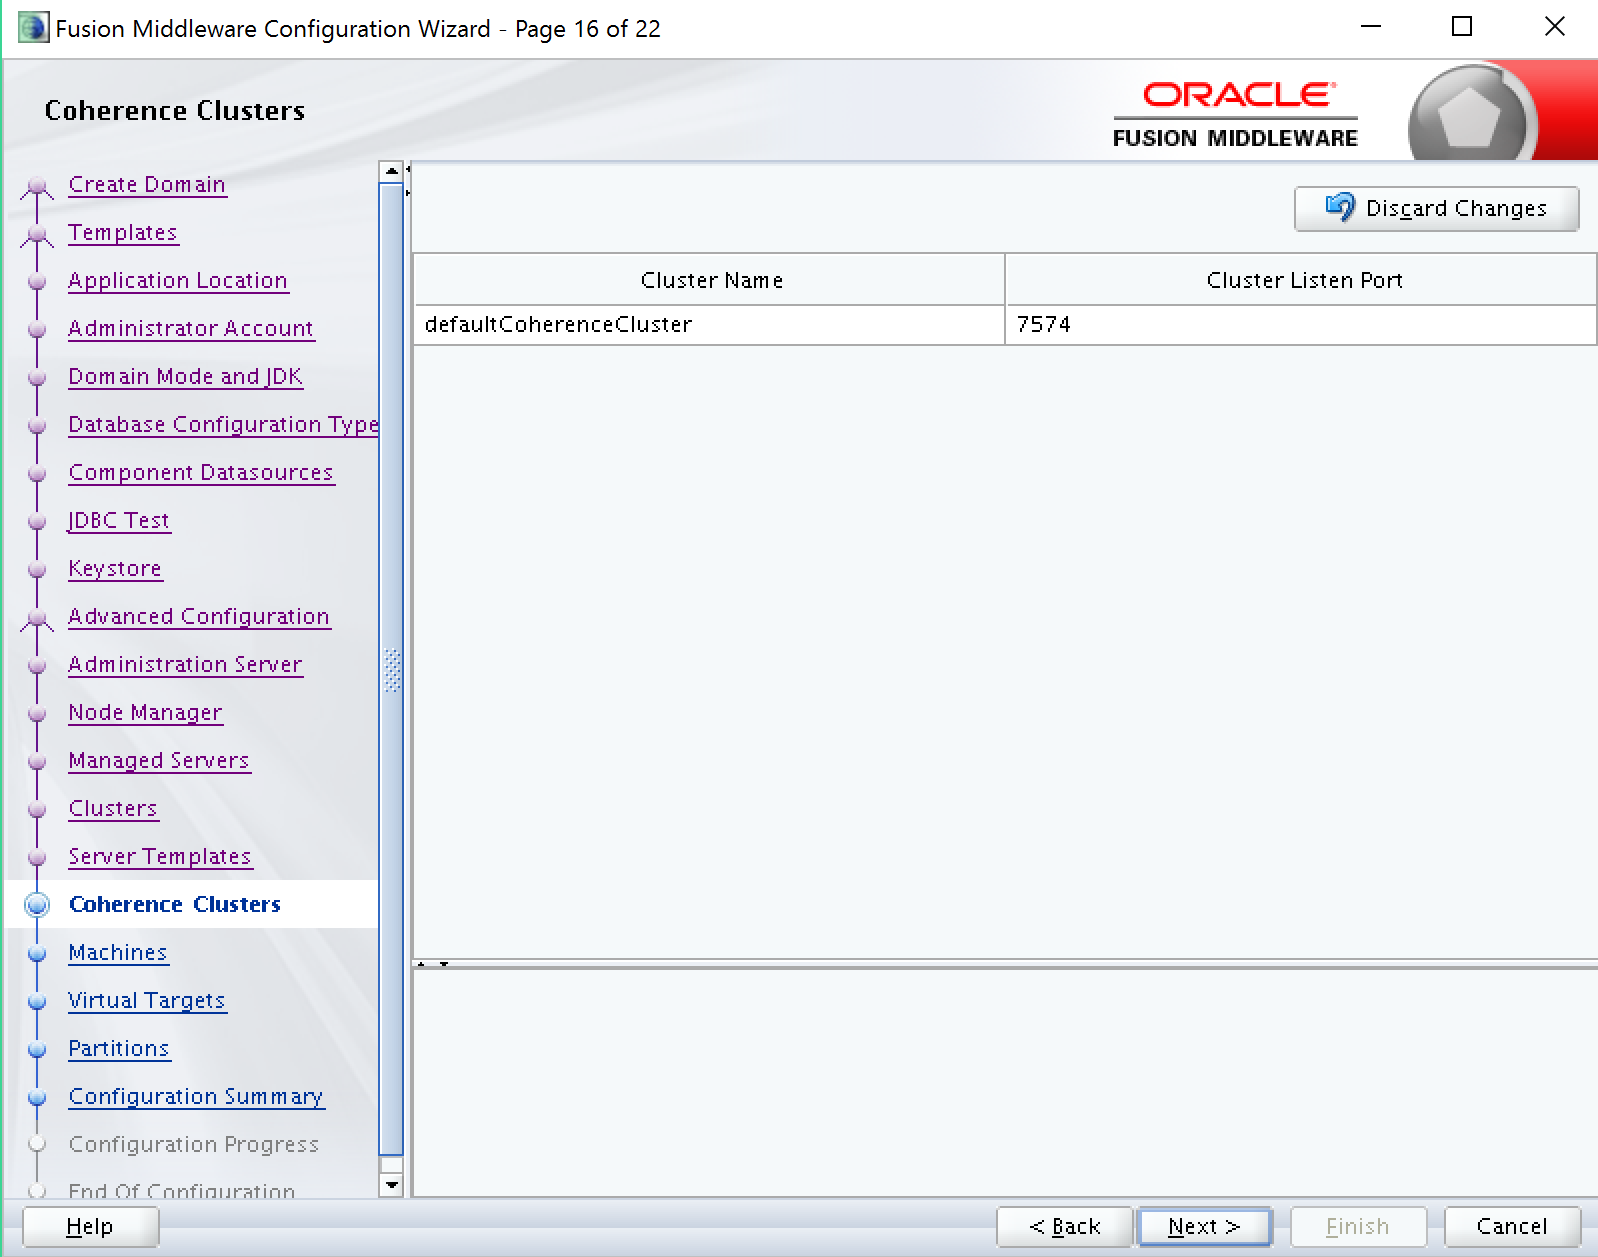 Fusion Middleware Configuration Wizard - Page 16 of 22
Coherence Clusters
ORACLE
FUSION MIDDLEWARE
Create Domain
Templates
Application Location
Administrator Account
Domain Mode and JDK
Database Configuration Type
Component Datasources
JDBC Test
Keystore
Advanced Configuration
Administration Server
Node Manager
Managed Servers
Clusters
Server Templates
Coherence Clusters
Machines
Virtual Targets
Partitions
Configuration Summary
Configuration Progress
End Of Configuration
Discard Changes
Cluster Name Cluster Listen Port
defaultCoherenceCluster 7574
Help < Back Next > Finish Cancel